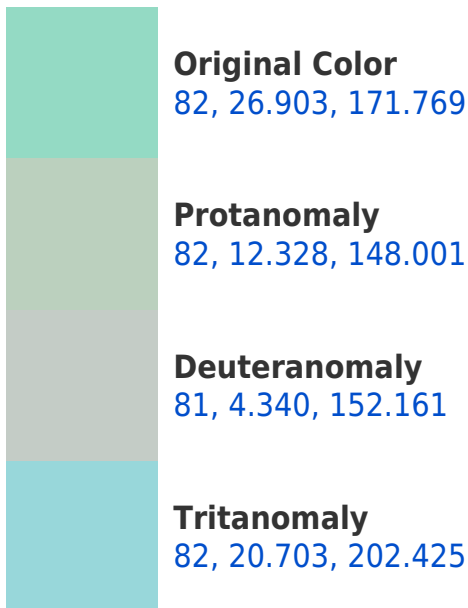 Original Color
82, 26.903, 171.769
Protanomaly
82, 12.328, 148.001
Deuteranomaly
81, 4.340, 152.161
Tritanomaly
82, 20.703, 202.425